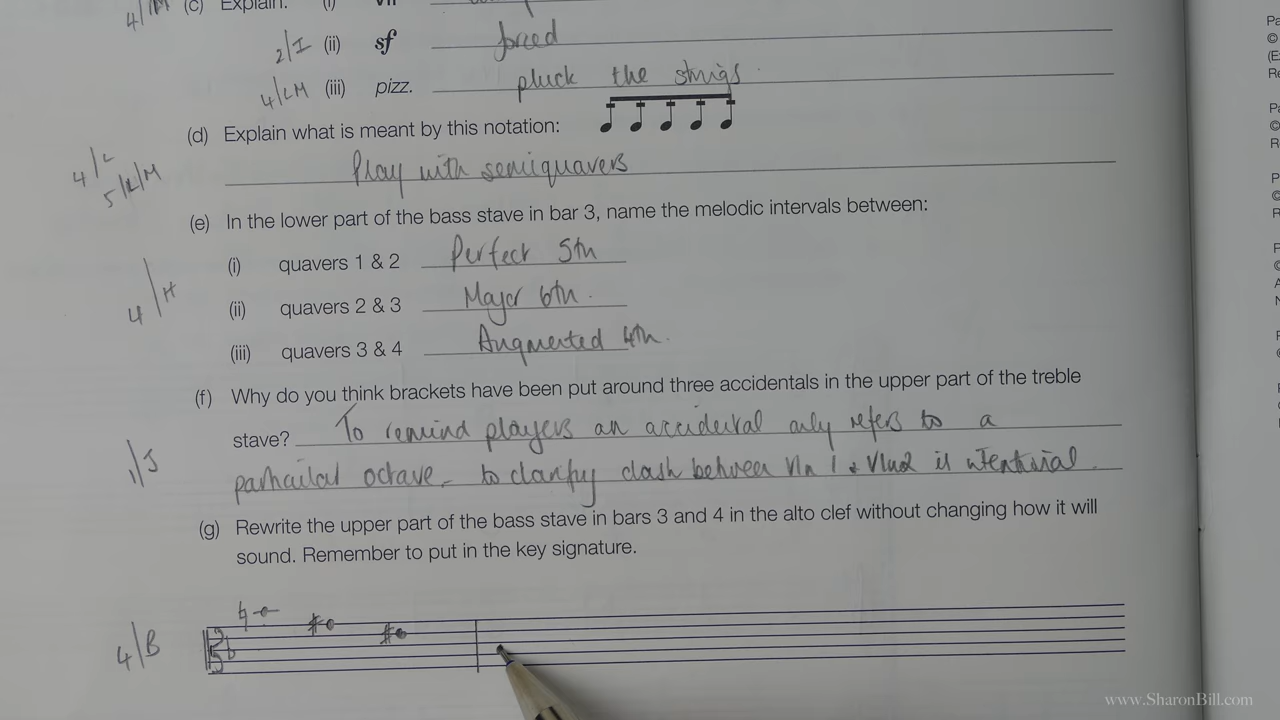 4/M (c) Explain: (i)
2/I (ii) sf forced
4/LM (iii) pizz. pluck the strigs.
(d) Explain what is meant by this notation:
4/L
5/K/M
Play with semiquavers
(e) In the lower part of the bass stave in bar 3, name the melodic intervals between:
(i) quavers 1 & 2 Perfect 5th
4/H
(ii) quavers 2 & 3 Major 6th.
(iii) quavers 3 & 4 Augmented 4th.
(f) Why do you think brackets have been put around three accidentals in the upper part of the treble
stave? To remind players an accidental only refers to a
1/J
particular octave - to clarify clash between Vln 1 & Vln2 is intentional.
(g) Rewrite the upper part of the bass stave in bars 3 and 4 in the alto clef without changing how it will
sound. Remember to put in the key signature.
4/B
Pa
©
(E
Re
www.SharonBill.com